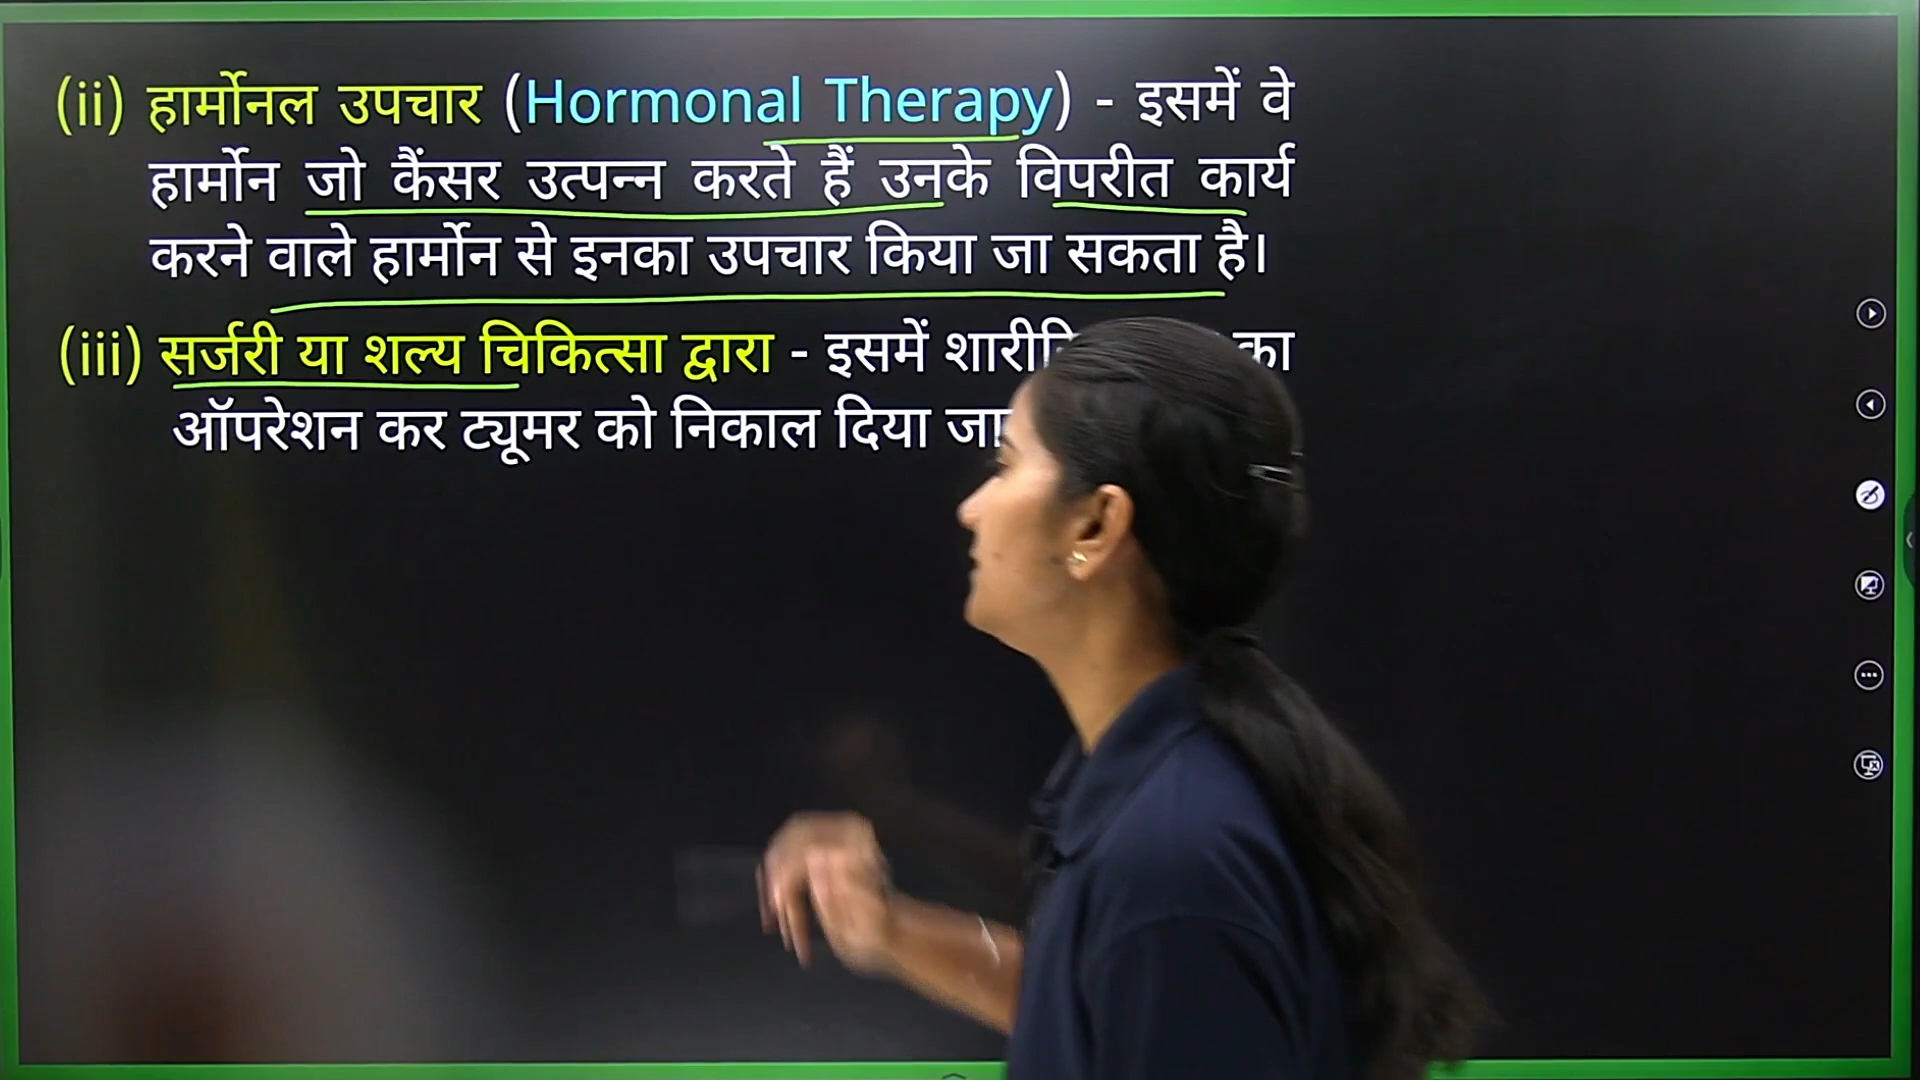 (ii) हार्मोनल उपचार (Hormonal Therapy) - इसमें वे
हार्मोन जो कैंसर उत्पन्न करते हैं उनके विपरीत कार्य
करने वाले हार्मोन से इनका उपचार किया जा सकता है।
(iii) सर्जरी या शल्य चिकित्सा द्वारा - इसमें का
ऑपरेशन कर ट्यूमर को निकाल दिया